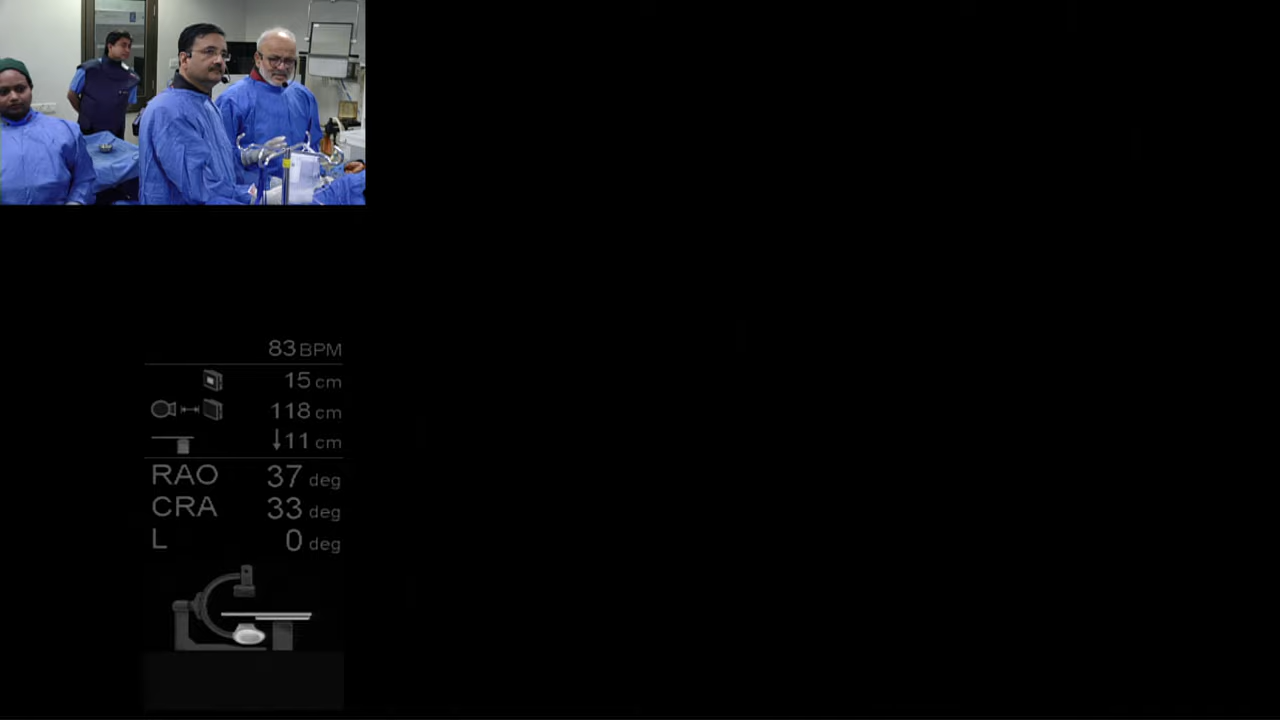 83 BPM
15 cm
118 cm
↓11 cm
RAO 37 deg
CRA 33 deg
L 0 deg